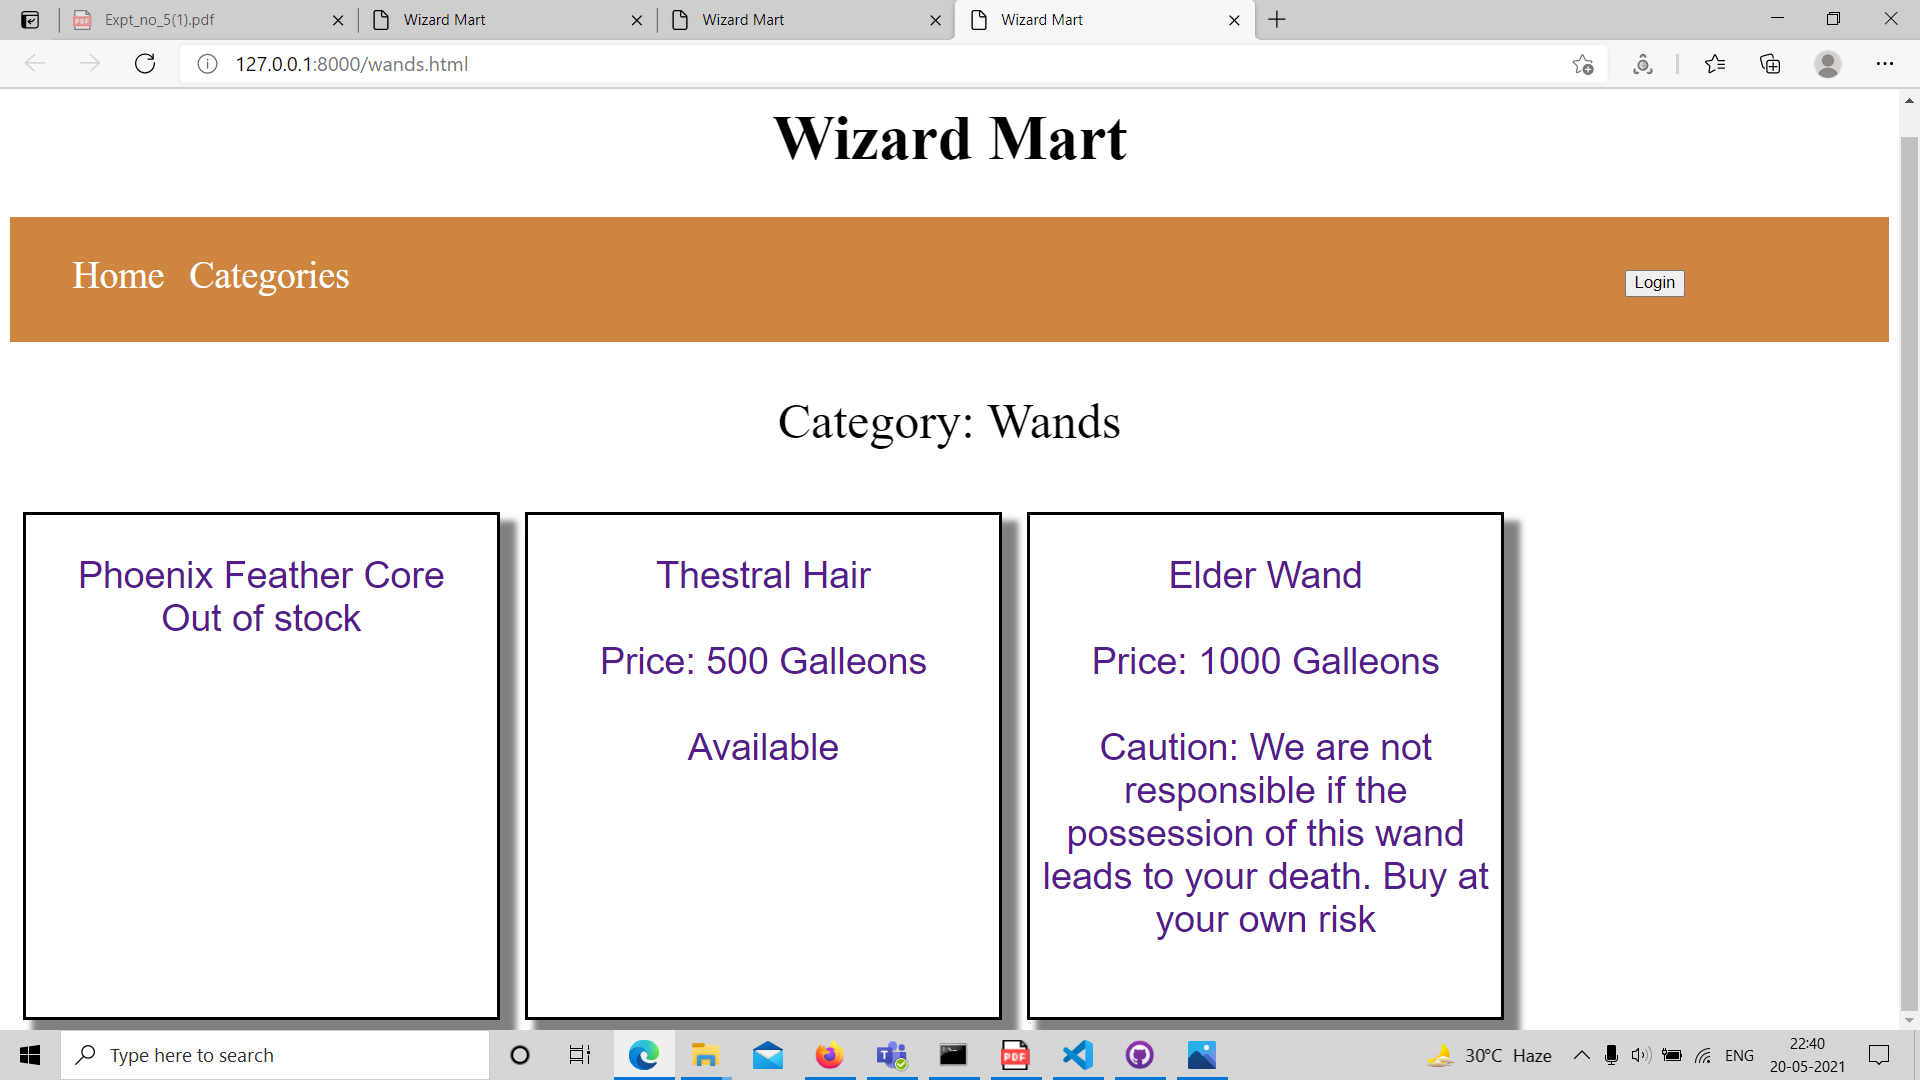 Expt_no_5(1).pdf
Wizard Mart
Wizard Mart
Wizard Mart
127.0.0.1:8000/wands.html
Wizard Mart
Home Categories
Login
Category: Wands
Phoenix Feather Core
Out of stock
Thestral Hair
Price: 500 Galleons
Available
Elder Wand
Price: 1000 Galleons
Caution: We are not
responsible if the
possession of this wand
leads to your death. Buy at
your own risk
Type here to search
PDF
30°C Haze
ENG
22:40
20-05-2021